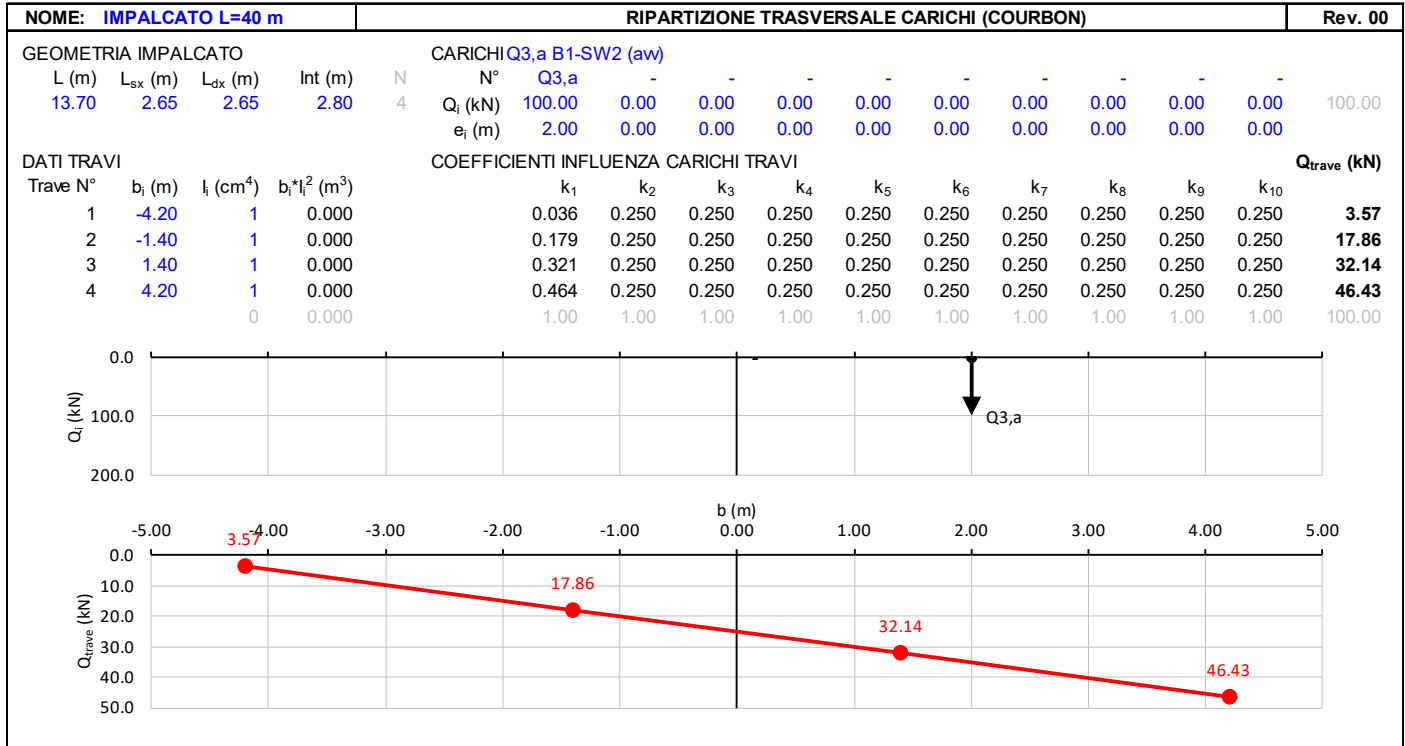 NOME: IMPALCATO L=40 m RIPARTIZIONE TRASVERSALE CARICHI (COURBON) Rev. 00
GEOMETRIA IMPALCATO CARICHI Q3,a B1-SW2 (avv)
L (m) Lsx (m) Ldx (m) Int (m) N N° Q3,a - - - - - - - - -
13.70 2.65 2.65 2.80 4 Qi (kN) 100.00 0.00 0.00 0.00 0.00 0.00 0.00 0.00 0.00 0.00 100.00
ei (m) 2.00 0.00 0.00 0.00 0.00 0.00 0.00 0.00 0.00 0.00
DATI TRAVI COEFFICIENTI INFLUENZA CARICHI TRAVI Qtrave (kN)
Trave N° bi (m) Ii (cm⁴) bi*Ii² (m³) k1 k2 k3 k4 k5 k6 k7 k8 k9 k10
1 -4.20 1 0.000 0.036 0.250 0.250 0.250 0.250 0.250 0.250 0.250 0.250 0.250 3.57
2 -1.40 1 0.000 0.179 0.250 0.250 0.250 0.250 0.250 0.250 0.250 0.250 0.250 17.86
3 1.40 1 0.000 0.321 0.250 0.250 0.250 0.250 0.250 0.250 0.250 0.250 0.250 32.14
4 4.20 1 0.000 0.464 0.250 0.250 0.250 0.250 0.250 0.250 0.250 0.250 0.250 46.43
0 0.000 1.00 1.00 1.00 1.00 1.00 1.00 1.00 1.00 1.00 1.00 100.00
0.0
Qi (kN)
100.0
Q3,a
200.0
b (m)
-5.00 -4.00 -3.00 -2.00 -1.00 0.00 1.00 2.00 3.00 4.00 5.00
3.57
0.0
10.0
17.86
20.0
Qtrave (kN)
32.14
30.0
46.43
40.0
50.0